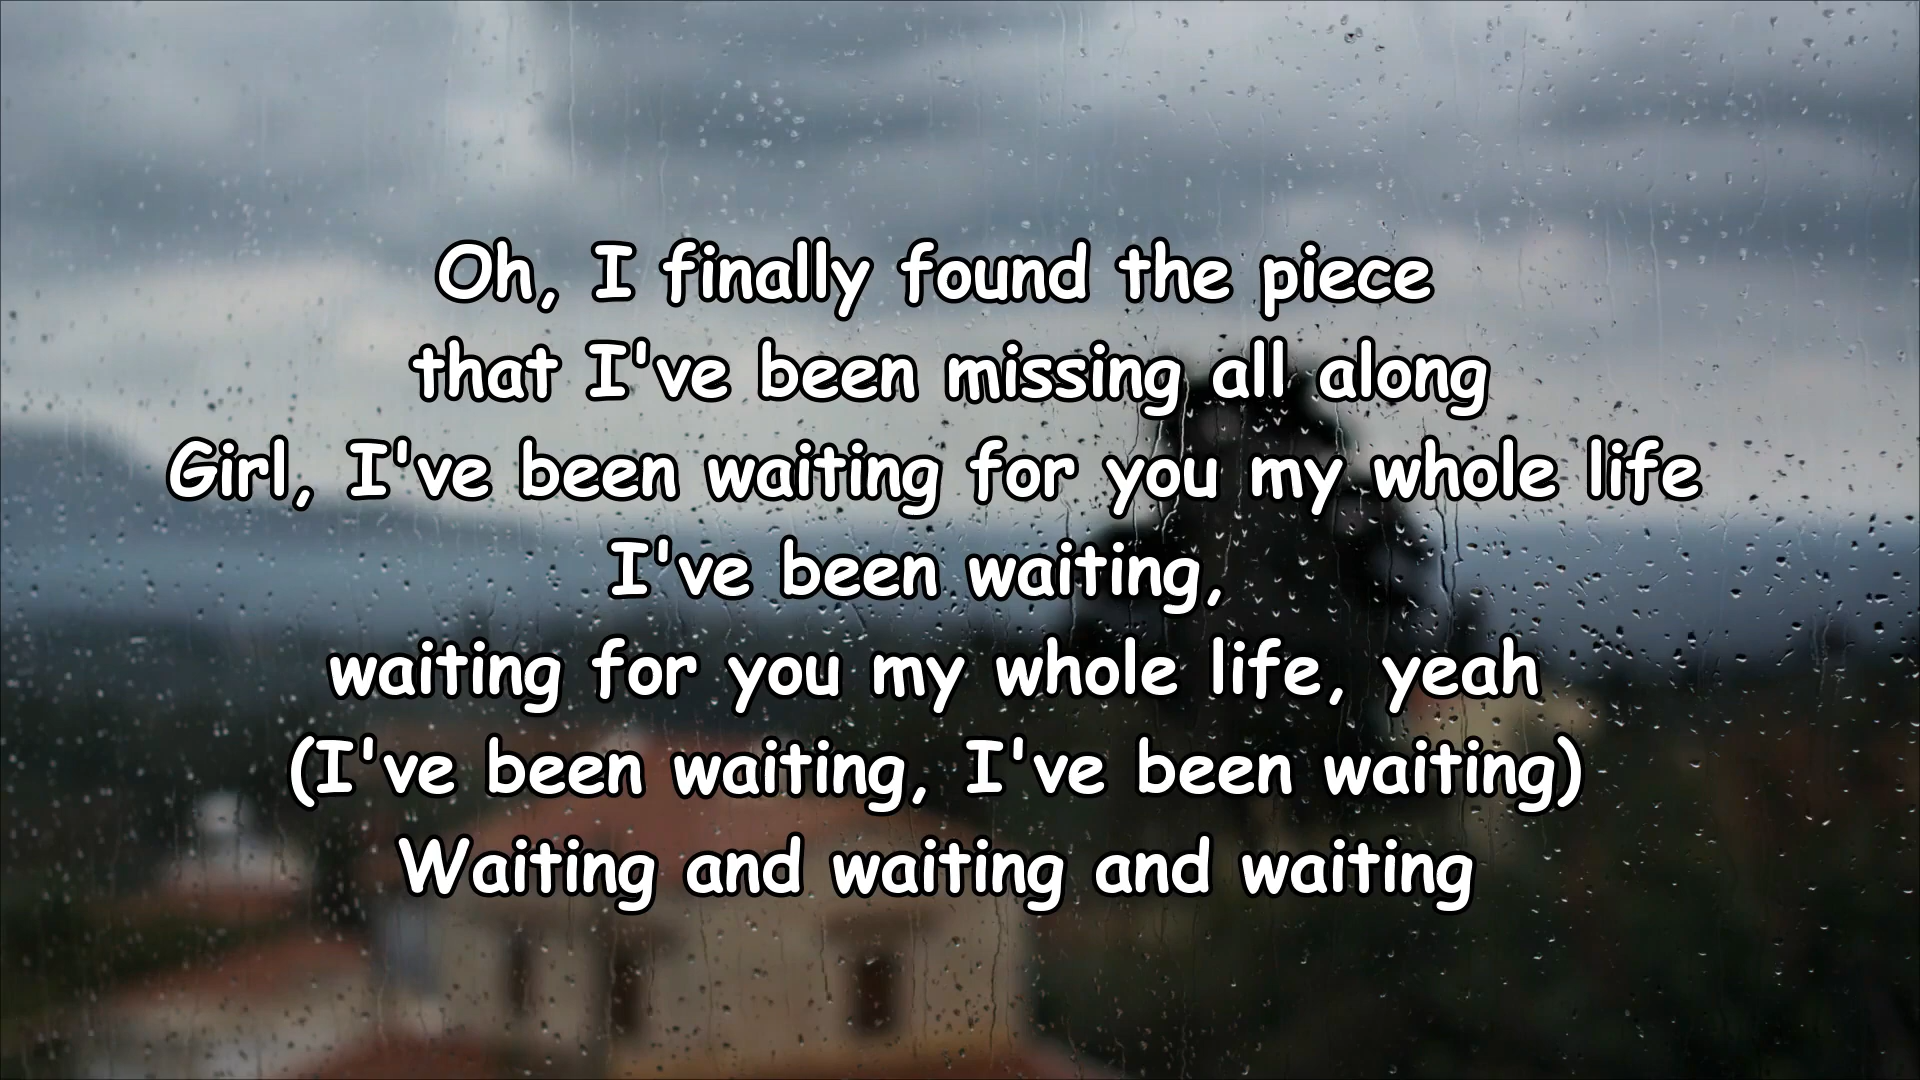 Oh, I finally found the piece
that I've been missing all along
Girl, I've been waiting for you my whole life
I've been waiting,
waiting for you my whole life, yeah
(I've been waiting, I've been waiting)
Waiting and waiting and waiting